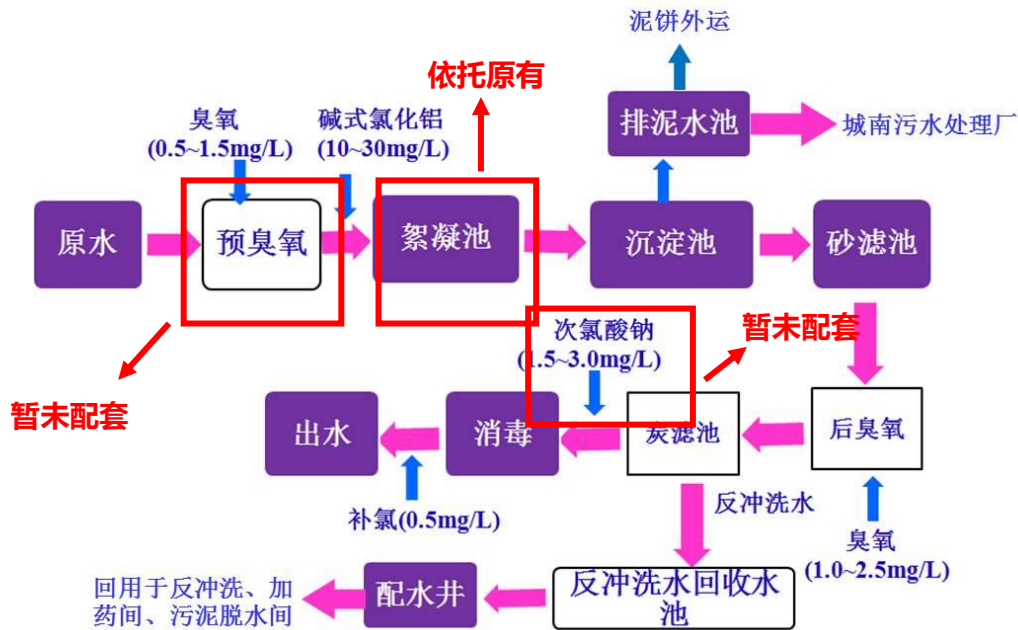 泥饼外运
依托原有
臭氧
(0.5~1.5mg/L)
碱式氯化铝
(10~30mg/L)
排泥水池
城南污水处理厂
原水
预臭氧
絮凝池
沉淀池
砂滤池
次氯酸钠
(1.5~3.0mg/L)
暂未配套
暂未配套
出水
消毒
炭滤池
后臭氧
补氯(0.5mg/L)
反冲洗水
臭氧
(1.0~2.5mg/L)
回用于反冲洗、加
药间、污泥脱水间
配水井
反冲洗水回收水
池